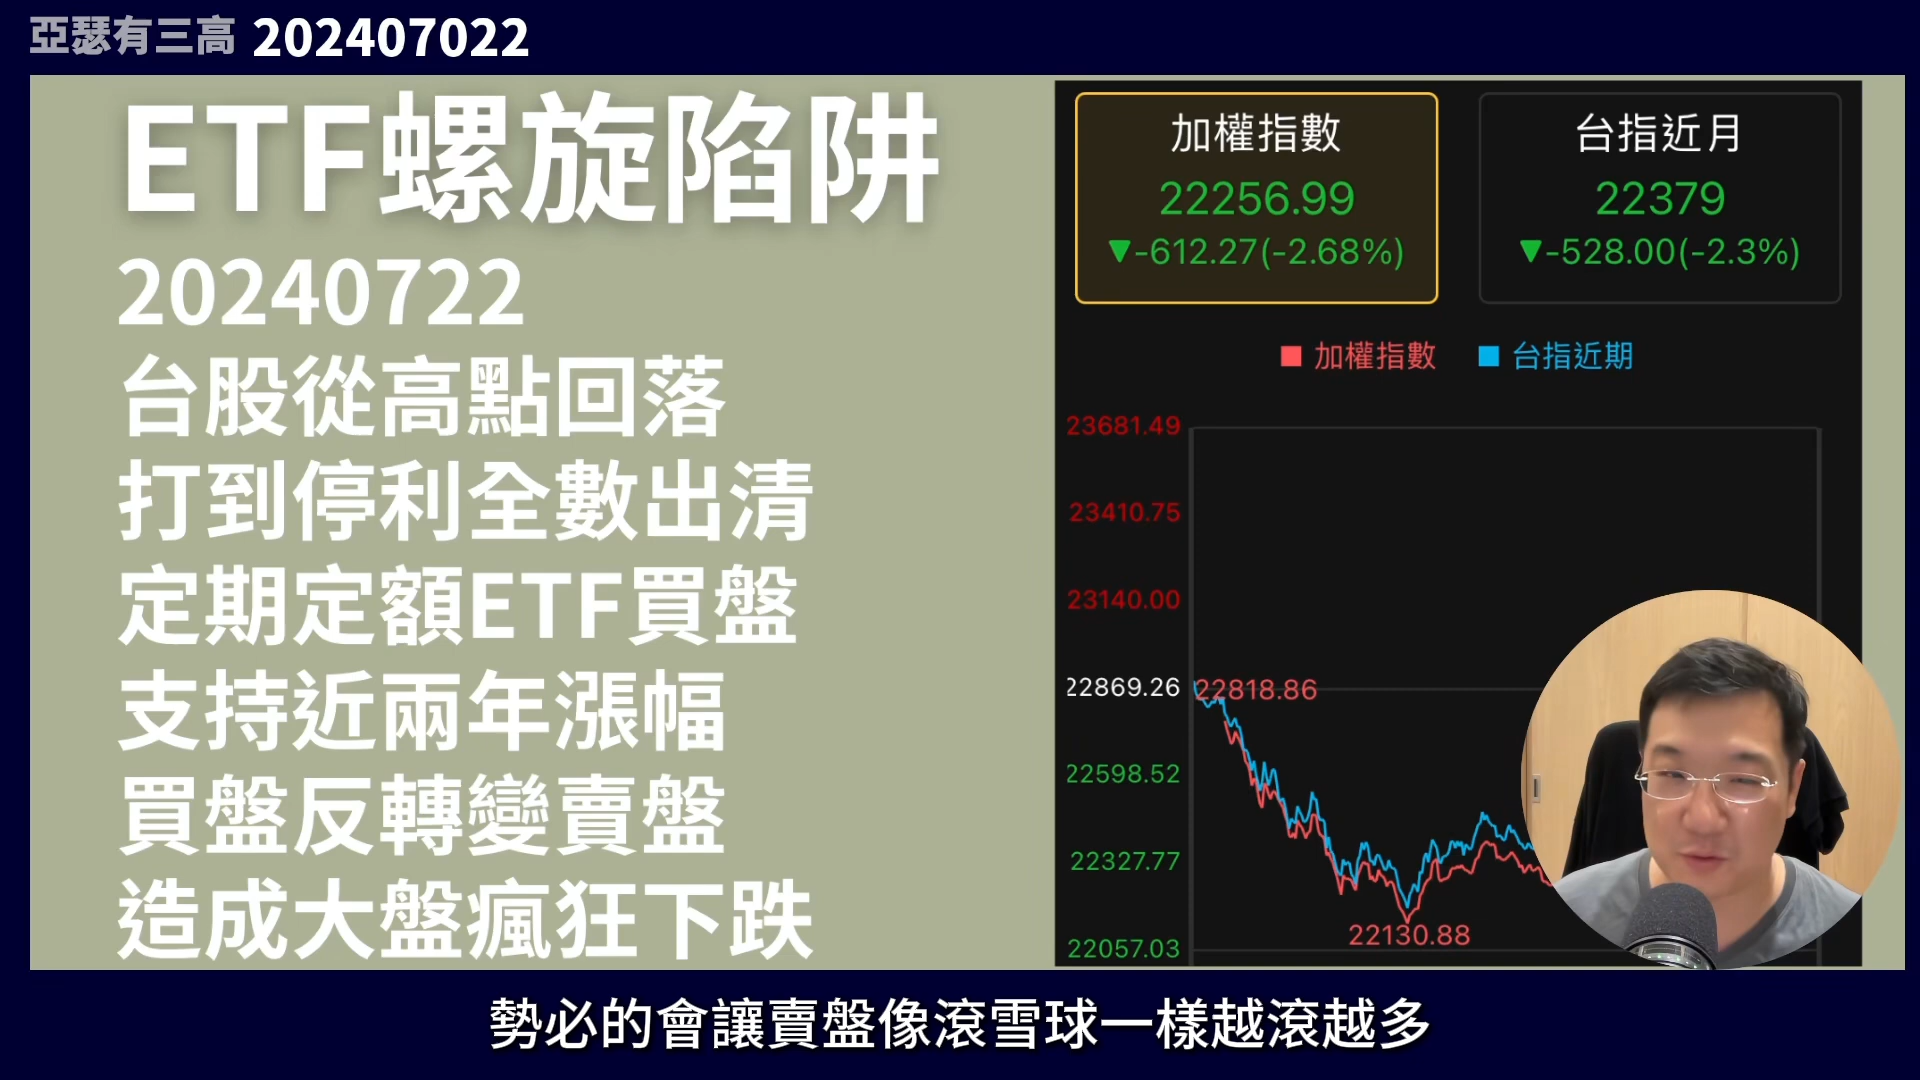 亞瑟有三高 202407022
ETF螺旋陷阱
20240722
台股從高點回落
打到停利全數出清
定期定額ETF買盤
支持近兩年漲幅
買盤反轉變賣盤
造成大盤瘋狂下跌
加權指數
22256.99
▼-612.27(-2.68%)
台指近月
22379
▼-528.00(-2.3%)
■ 加權指數 ■ 台指近期
23681.49
23410.75
23140.00
22869.26
22818.86
22598.52
22327.77
22130.88
22057.03
勢必的會讓賣盤像滾雪球一樣越滾越多